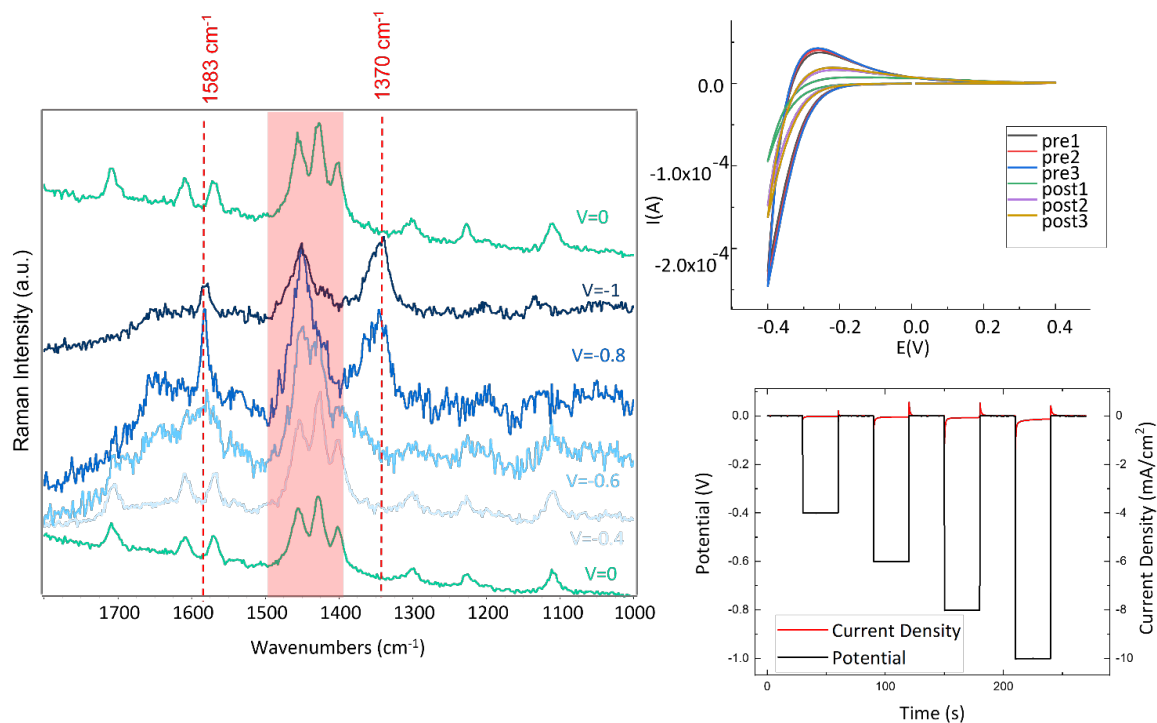 1583 cm⁻¹
1370 cm⁻¹
Raman Intensity (a.u.)
V=0
V=-1
V=-0.8
V=-0.6
V=-0.4
V=0
1700 1600 1500 1400 1300 1200 1100 1000
Wavenumbers (cm⁻¹)
I(A)
0.0
-1.0x10⁻⁴
-2.0x10⁻⁴
pre1
pre2
pre3
post1
post2
post3
-0.4 -0.2 0.0 0.2 0.4
E(V)
Potential (V)
0.0
-0.2
-0.4
-0.6
-0.8
-1.0
Current Density
Potential
0 100 200
Time (s)
0
-2
-4
-6
-8
-10
Current Density (mA/cm²)